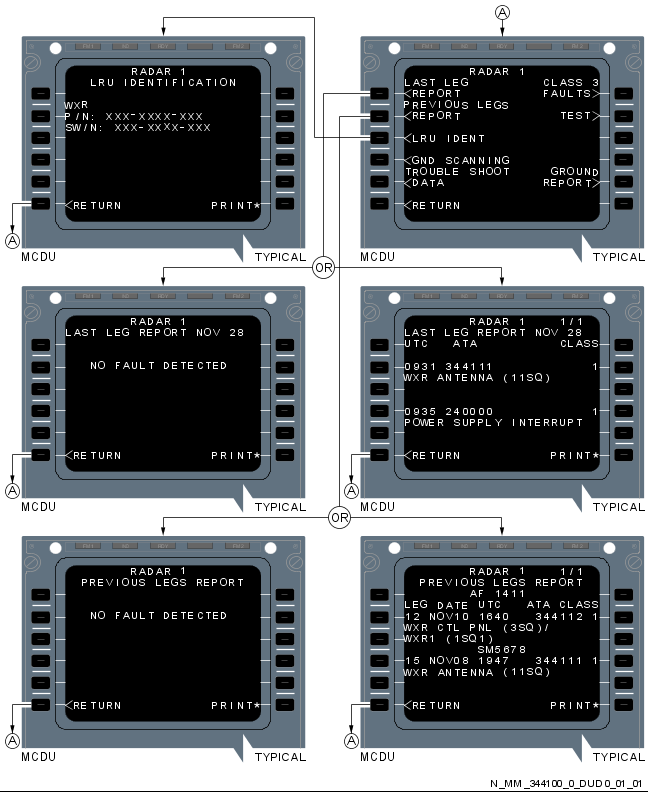 A
RADAR 1
LRU IDENTIFICATION
WXR
P/N: XXX-XXXX-XXX
SW/N: XXX-XXXX-XXX
<RETURN PRINT*
A
MCDU
TYPICAL
RADAR 1
LAST LEG CLASS 3
<REPORT FAULTS>
PREVIOUS LEGS
<REPORT TEST>
<LRU IDENT
<GND SCANNING
TROUBLE SHOOT GROUND
<DATA REPORT>
<RETURN
MCDU
TYPICAL
OR
RADAR 1
LAST LEG REPORT NOV 28
NO FAULT DETECTED
<RETURN PRINT*
A
MCDU
TYPICAL
RADAR 1 1/1
LAST LEG REPORT NOV 28
UTC ATA CLASS
0931 344111 1
WXR ANTENNA (11SQ)
0935 240000 1
POWER SUPPLY INTERRUPT
<RETURN PRINT*
A
MCDU
TYPICAL
OR
RADAR 1
PREVIOUS LEGS REPORT
NO FAULT DETECTED
<RETURN PRINT*
A
MCDU
TYPICAL
RADAR 1 1/1
PREVIOUS LEGS REPORT
AF 1411
LEG DATE UTC ATA CLASS
12 NOV10 1640 344112 1
WXR CTL PNL (3SQ)/
WXR1 (1SQ1)
SM5678
15 NOV08 1947 344111 1
WXR ANTENNA (11SQ)
<RETURN PRINT*
A
MCDU
TYPICAL
N_MM_344100_0_DUD0_01_01